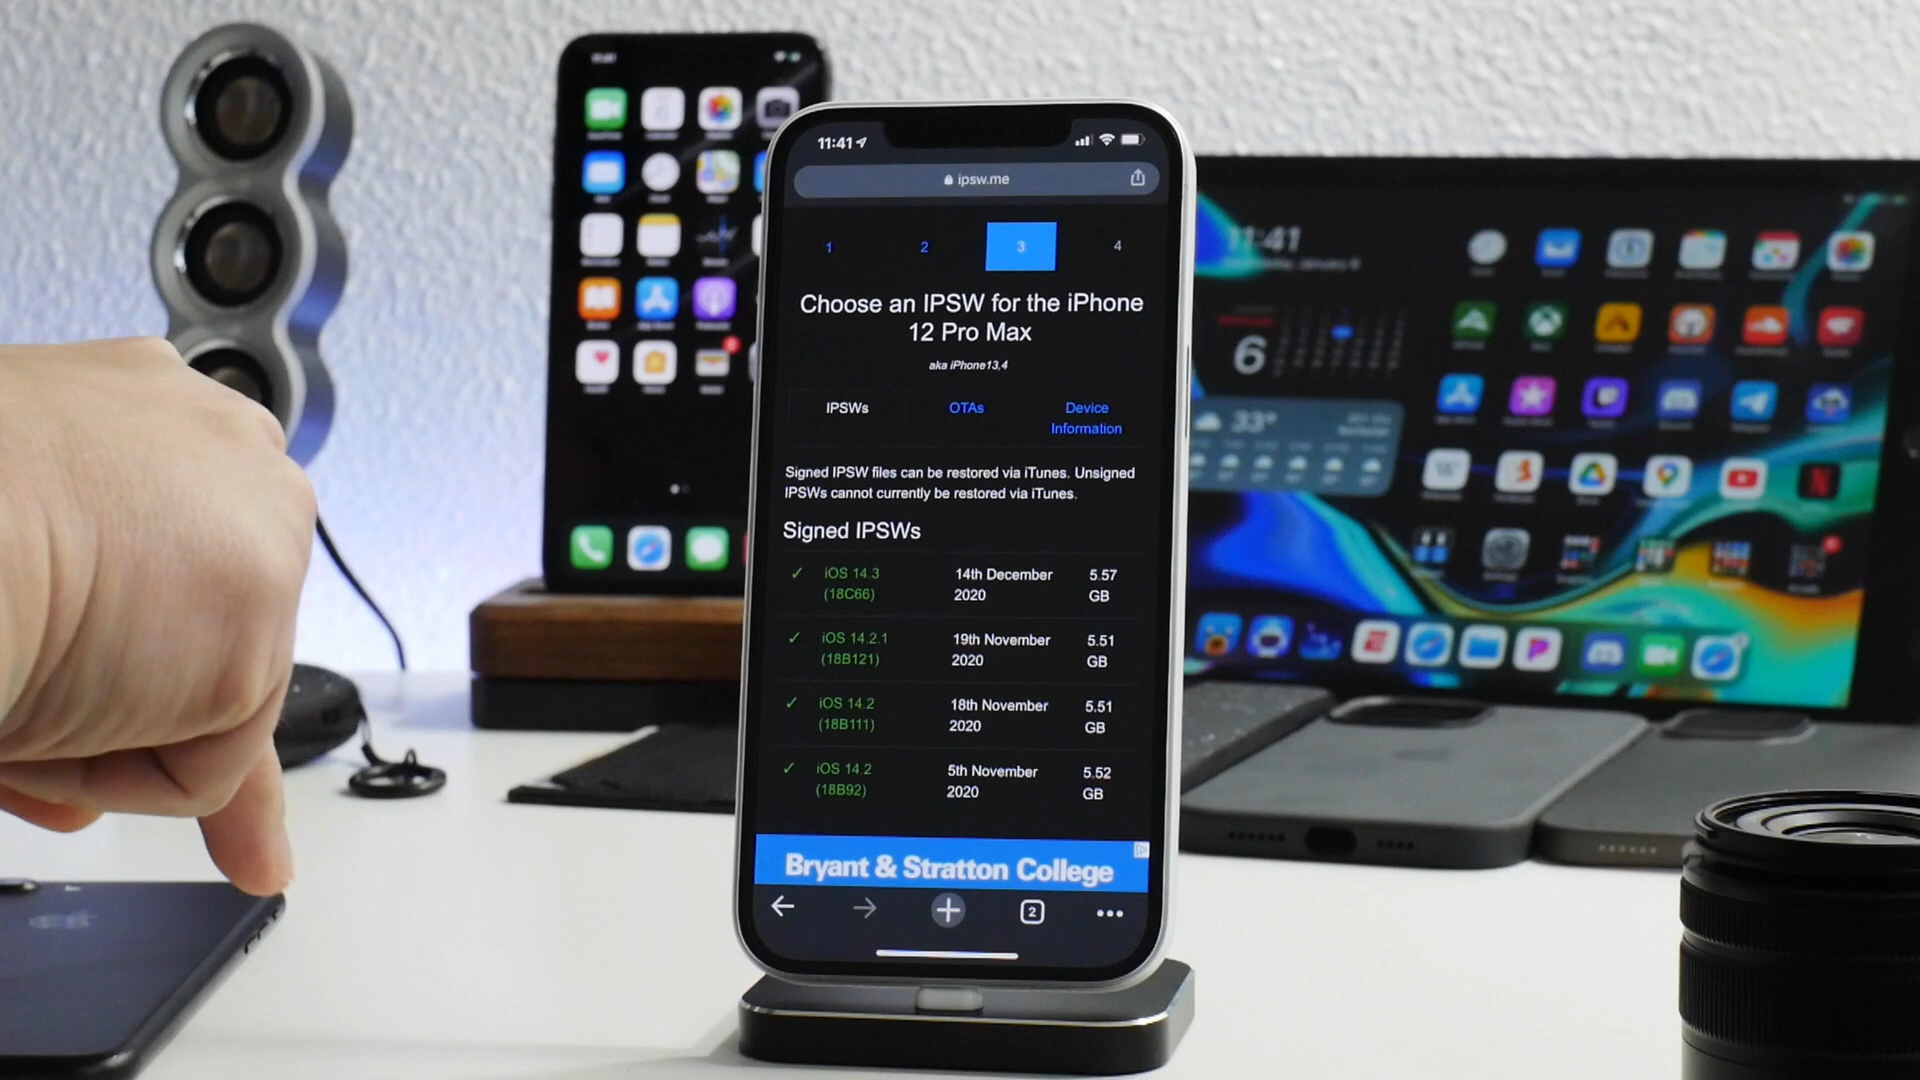 11:41
ipsw.me
1 2 3 4
Choose an IPSW for the iPhone
12 Pro Max
aka iPhone13,4
IPSWs OTAs Device
Information
Signed IPSW files can be restored via iTunes. Unsigned
IPSWs cannot currently be restored via iTunes.
Signed IPSWs
✓ iOS 14.3 14th December 5.57
(18C66) 2020 GB
✓ iOS 14.2.1 19th November 5.51
(18B121) 2020 GB
✓ iOS 14.2 18th November 5.51
(18B111) 2020 GB
✓ iOS 14.2 5th November 5.52
(18B92) 2020 GB
Bryant & Stratton College
2
11:41
6
33°